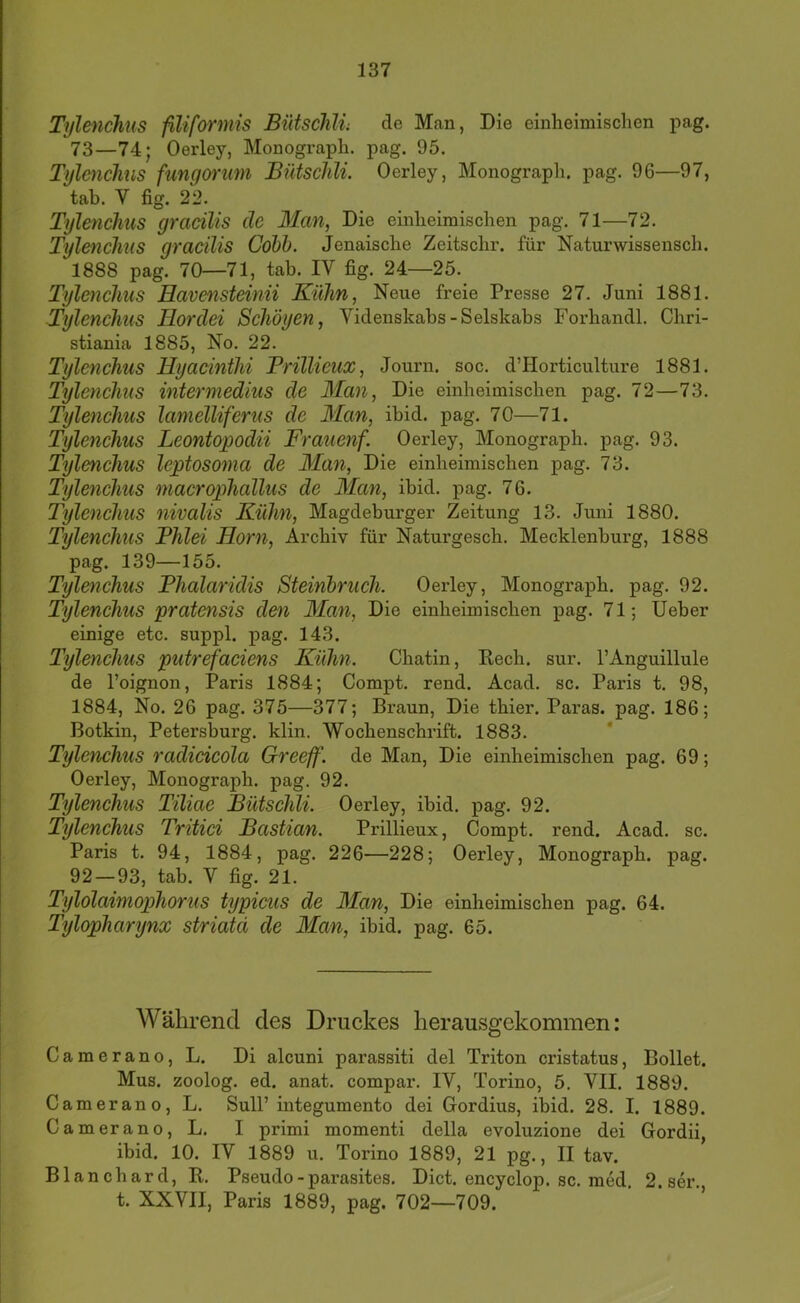 137
Tylenchus filiformis Bütschli. de Man, Die einheimischen pag.
73—74; Oerley, Monograph. pag. 95.
Tylenchus fungorum Bütschli. Oerley, Monograph. pag. 96—97,
tab. V fig. 22.
Tylenchus gracilis de Man, Die einheimischen pag. 71—72.
Tylenchus gracilis Cobb. Jenaische Zeitschr. für Naturwissensch.
1888 pag. 70—71, tab. IV fig. 24—25.
Tylenchus Havensteinii Kühn, Neue freie Presse 27. Juni 1881.
Tylenchus Hordei Schöyen, Videnskabs-Selskabs Forhandl. Chri-
stiania 1885, No. 22.
Tylenchus Hyacinthi Prillieux, Journ. soc. d'Horticulture 1881.
Tylenchus intermedius de Man, Die einheimischen pag. 72—73.
Tylenchus lamelliferus de Man, ibid. pag. 70—71.
Tylenchus Leontopodii Frauenf. Oerley, Monograph. pag. 93.
Tylenchus leptosoma de Man, Die einheimischen pag. 73.
Tylenchus macrophallus de Man, ibid. pag. 76.
Tylenchus nivalis Kühn, Magdeburger Zeitung 13. Juni 1880.
Tylenchus Phlei Horn, Archiv für Naturgesch. Mecklenburg, 1888
pag. 139—155.
Tylenchus Phalaridis Steinbruch. Oerley, Monograph. pag. 92.
Tylenchus pratensis den Man, Die einheimischen pag. 71; Ueber
einige etc. suppl. pag. 143.
Tylenchus putrefaciens Kühn. Chatin, Rech. sur. l'Anguillule
de l'oignon, Paris 1884; Compt. rend. Acad. sc. Paris t. 98,
1884, No. 26 pag. 375—377; Braun, Die thier. Paras. pag. 186;
Botkin, Petersburg. klin. Wochenschrift. 1883.
Tylenchus radicicola Greeff. de Man, Die einheimischen pag. 69;
Oerley, Monograph. pag. 92.
Tylenchus Tiliae Bütschli. Oerley, ibid. pag. 92.
Tylenchus Tritici Bastian. Prillieux, Compt. rend. Acad. sc.
Paris t. 94, 1884, pag. 226—228; Oerley, Monograph. pag.
92—93, tab. V fig. 21.
Tylolaimophorus typicus de Man, Die einheimischen pag. 64.
Tylopharynx striata de Man, ibid. pag. 65.
Während des Druckes herausgekommen:
Camerano, L. Di alcuni parassiti del Triton cristatus, Bollet.
Mus. zoolog. ed. anat. compar. IV, Torino, 5. VII. 1889.
Camerano, L. Sull' integumento dei Gordius, ibid. 28. I. 1889.
Camerano, L. I primi momenti della evoluzione dei Gordii,
ibid. 10. IV 1889 u. Torino 1889, 21 pg., II tav.
Blanchard, R. Pseudo-parasites. Dict. encyclop. sc. méd. 2. sér.,
t. XXVII, Paris 1889, pag. 702—709.